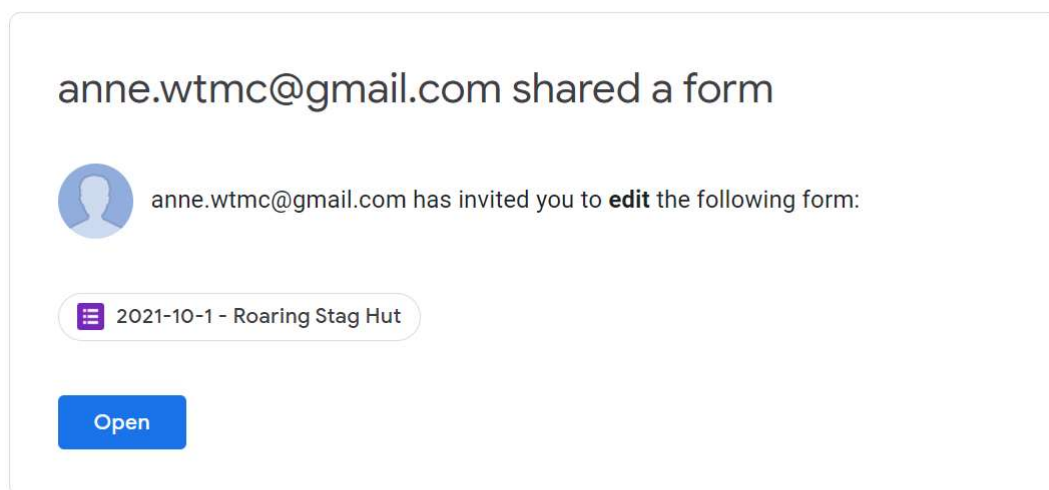 anne.wtmc@gmail.com shared a form
anne.wtmc@gmail.com has invited you to edit the following form:
2021-10-1 - Roaring Stag Hut
Open